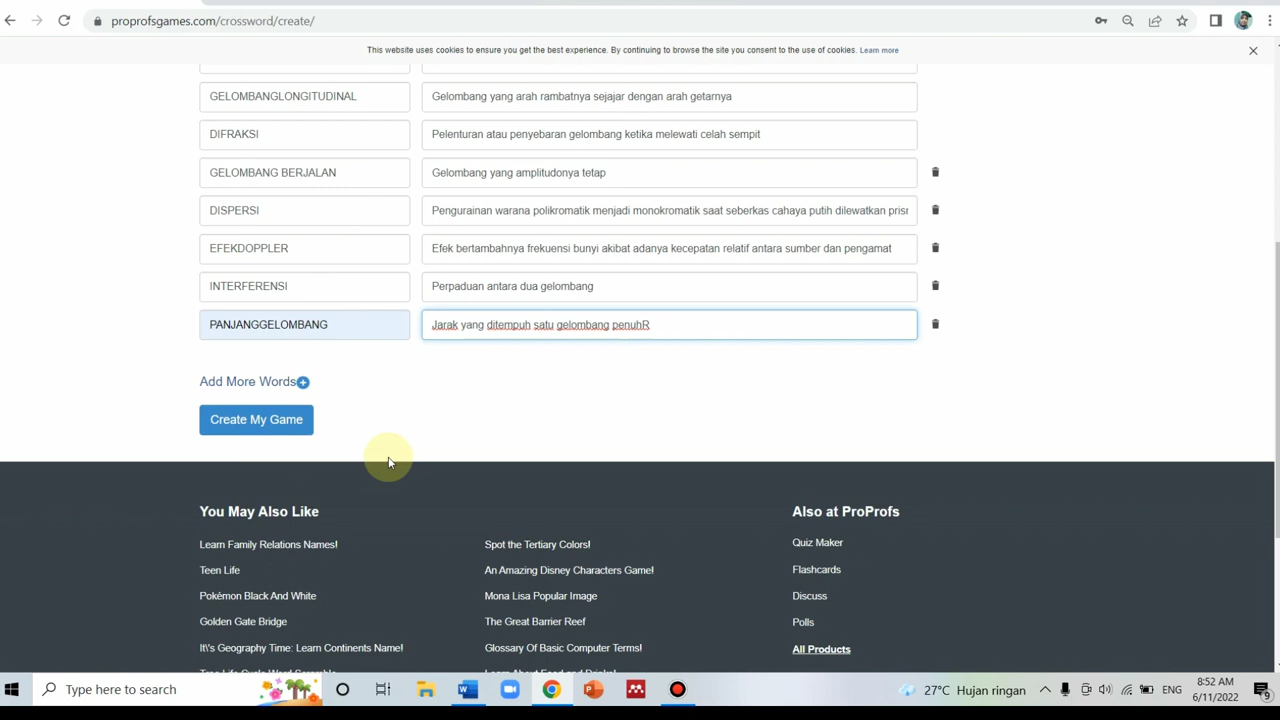 proprofsgames.com/crossword/create/
This website uses cookies to ensure you get the best experience. By continuing to browse the site you consent to the use of cookies. Learn more
GELOMBANGLONGITUDINAL Gelombang yang arah rambatnya sejajar dengan arah getarnya
DIFRAKSI Pelenturan atau penyebaran gelombang ketika melewati celah sempit
GELOMBANG BERJALAN Gelombang yang amplitudonya tetap
DISPERSI Pengurainan warana polikromatik menjadi monokromatik saat seberkas cahaya putih dilewatkan prisr
EFEKDOPPLER Efek bertambahnya frekuensi bunyi akibat adanya kecepatan relatif antara sumber dan pengamat
INTERFERENSI Perpaduan antara dua gelombang
PANJANGGELOMBANG Jarak yang ditempuh satu gelombang penuhR
Add More Words
Create My Game
You May Also Like
Also at ProProfs
Learn Family Relations Names! Spot the Tertiary Colors! Quiz Maker
Teen Life An Amazing Disney Characters Game! Flashcards
Pokémon Black And White Mona Lisa Popular Image Discuss
Golden Gate Bridge The Great Barrier Reef Polls
It\'s Geography Time: Learn Continents Name! Glossary Of Basic Computer Terms! All Products
Type here to search
27°C Hujan ringan
ENG
8:52 AM
6/11/2022
9